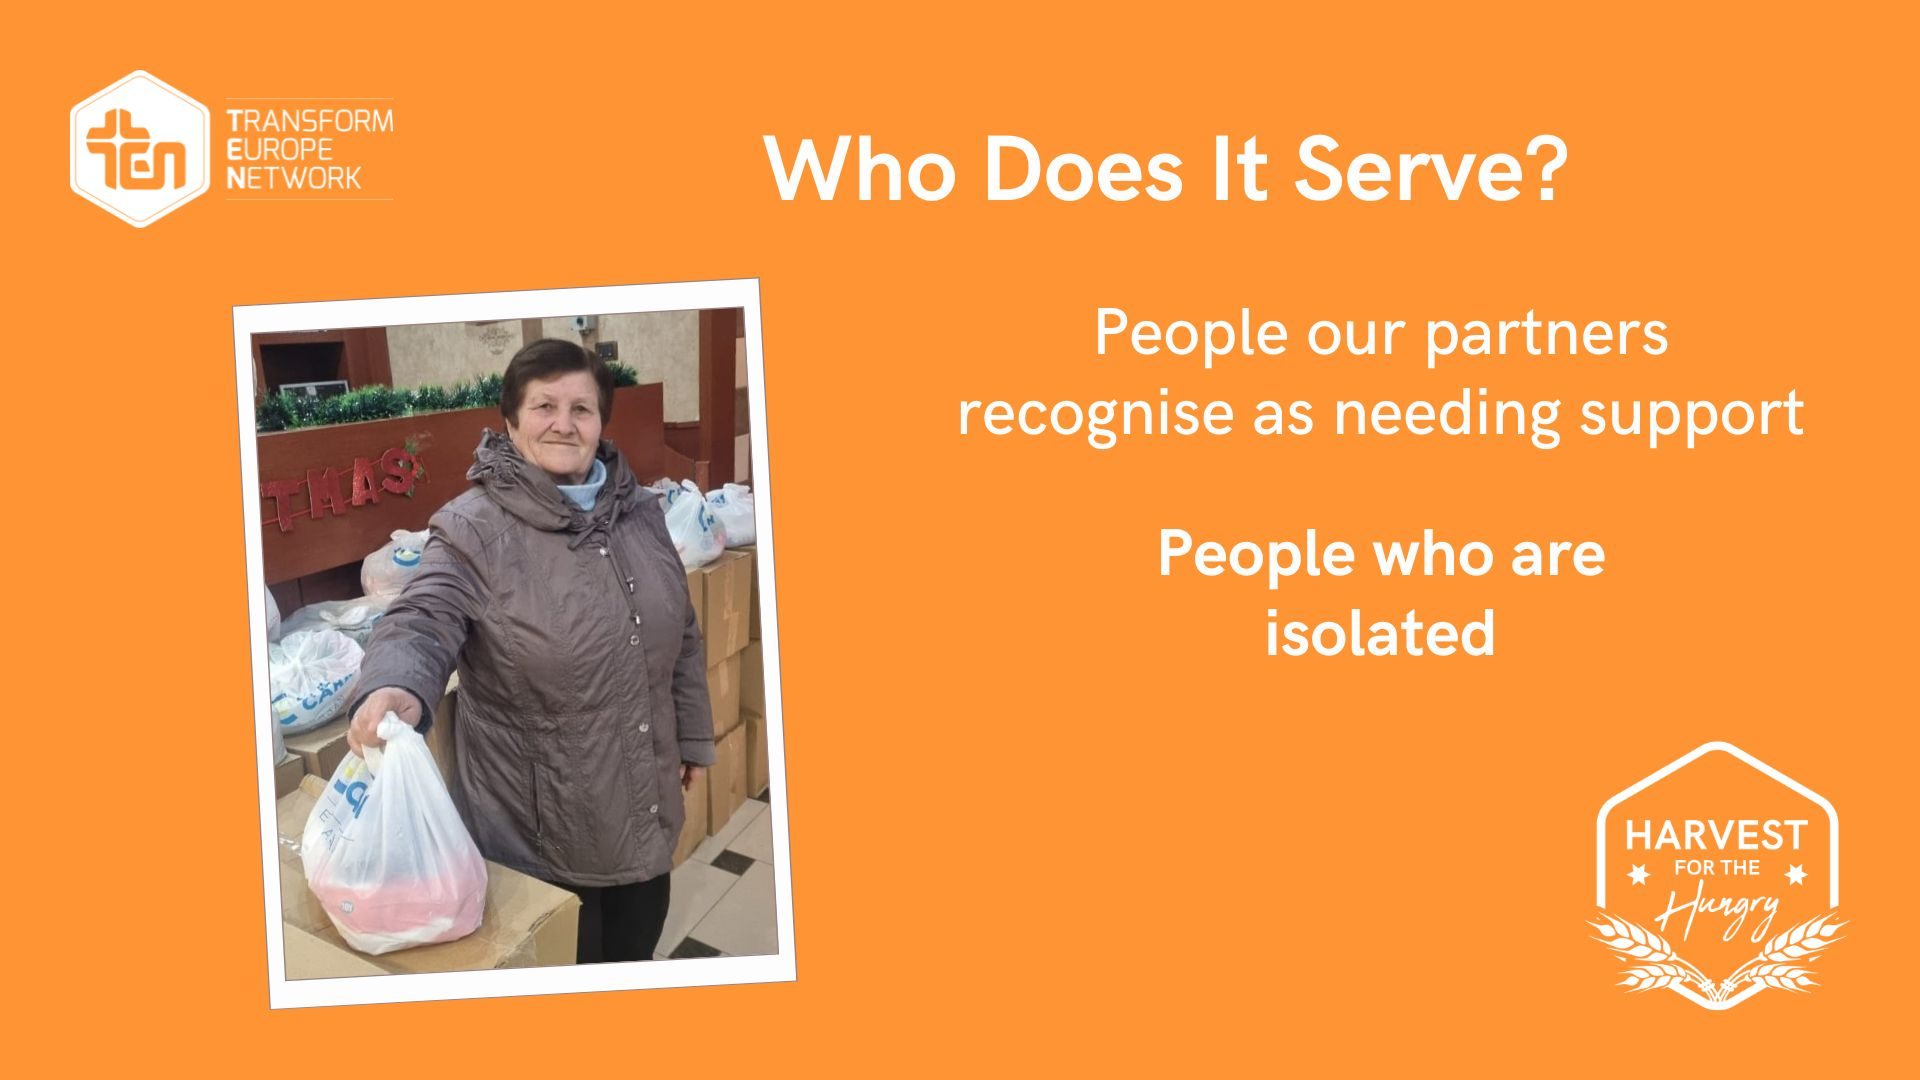 ten
TRANSFORM
EUROPE
NETWORK
Who Does It Serve?
People our partners
recognise as needing support
People who are
isolated
TMAS
HARVEST
FOR THE
Hungry